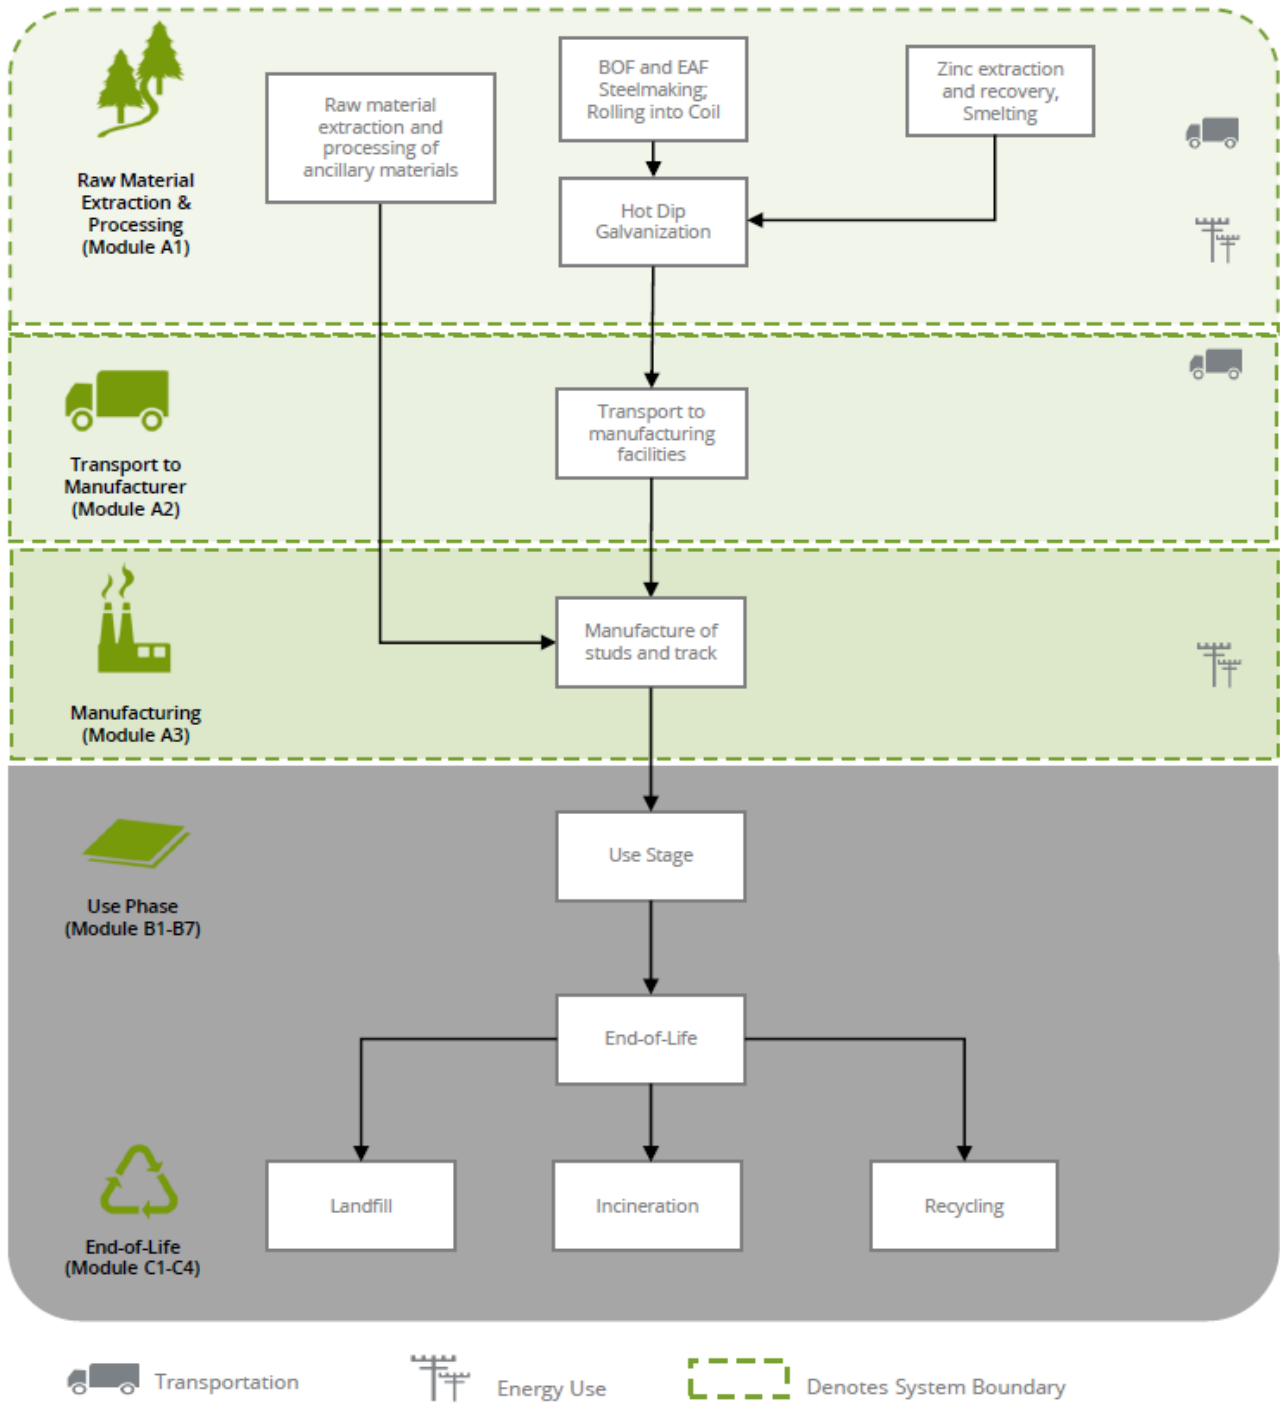 BOF and EAF
Steelmaking;
Rolling into Coil
Zinc extraction
and recovery,
Smelting
Raw material
extraction and
processing of
ancillary materials
Raw Material
Extraction &
Processing
(Module A1)
Hot Dip
Galvanization
Transport to
Manufacturer
(Module A2)
Transport to
manufacturing
facilities
Manufacture of
studs and track
Manufacturing
(Module A3)
Use Stage
Use Phase
(Module B1-B7)
End-of-Life
Landfill
Incineration
Recycling
End-of-Life
(Module C1-C4)
Transportation
Energy Use
Denotes System Boundary